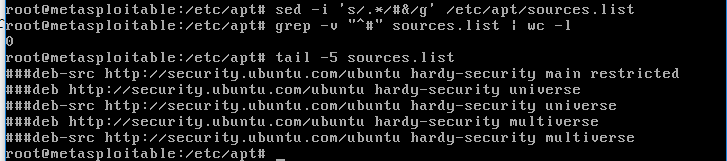 root@metasploitable:/etc/apt# sed -i 's/.*/#&/g' /etc/apt/sources.list
root@metasploitable:/etc/apt# grep -v "^#" sources.list | wc -l
0
root@metasploitable:/etc/apt# tail -5 sources.list
###deb-src http://security.ubuntu.com/ubuntu hardy-security main restricted
###deb http://security.ubuntu.com/ubuntu hardy-security universe
###deb-src http://security.ubuntu.com/ubuntu hardy-security universe
###deb http://security.ubuntu.com/ubuntu hardy-security multiverse
###deb-src http://security.ubuntu.com/ubuntu hardy-security multiverse
root@metasploitable:/etc/apt# _